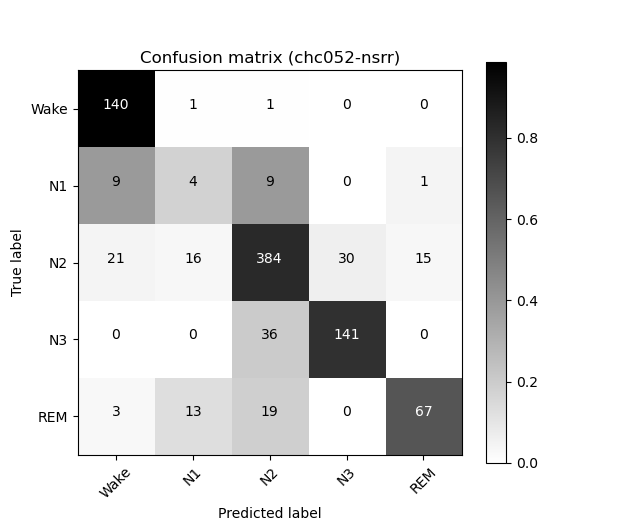 Confusion matrix (chc052-nsrr)
Wake 140 1 1 0 0
N1 9 4 9 0 1
N2 21 16 384 30 15
N3 0 0 36 141 0
REM 3 13 19 0 67
Wake N1 N2 N3 REM
Predicted label
True label
0.8
0.6
0.4
0.2
0.0